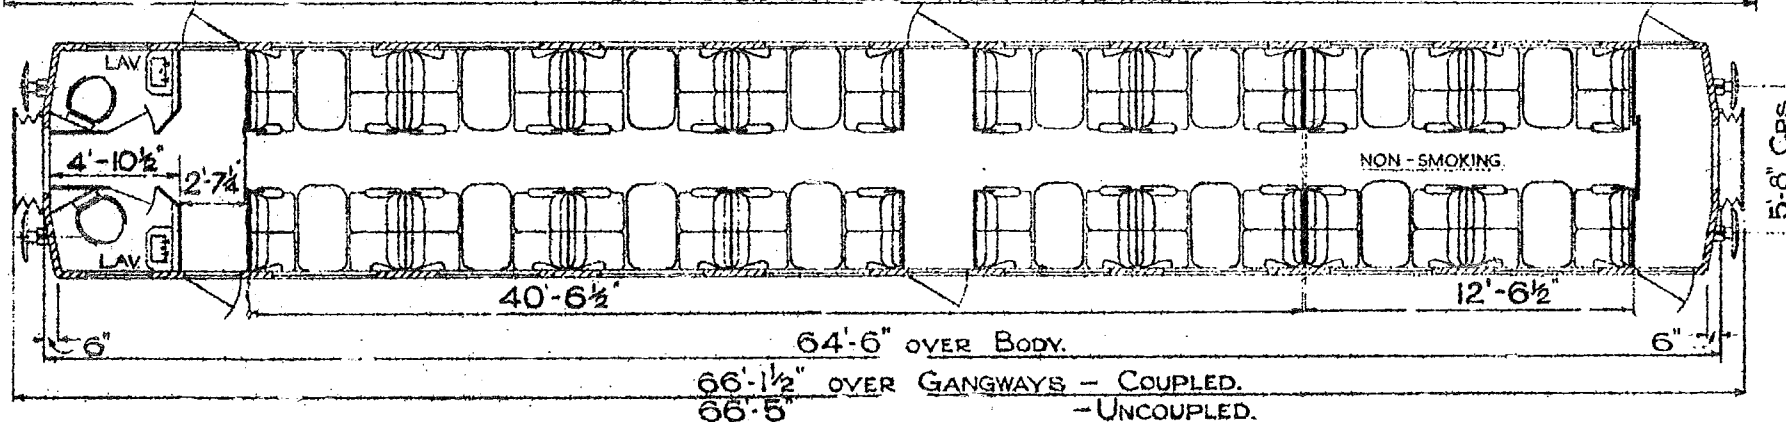 LAV.
4'-10½"
2'-7¼"
NON-SMOKING.
5'-8" CRS
LAV.
40'-6½"
12'-6½"
6"
64'-6" OVER BODY.
6"
66'-1½" OVER GANGWAYS - COUPLED.
66'-5" -UNCOUPLED.